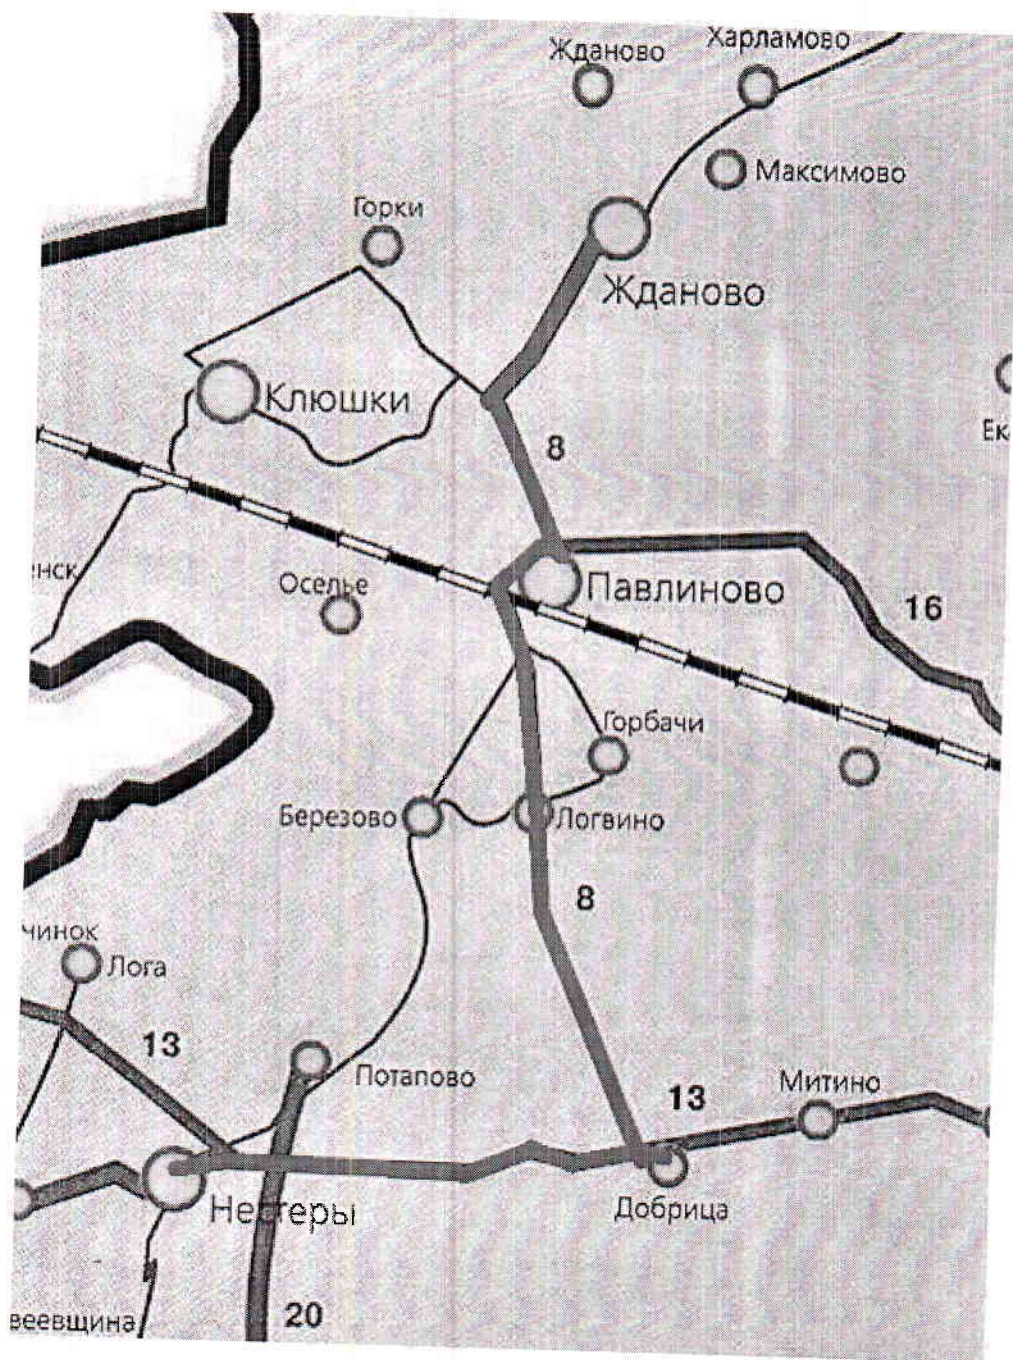 Жданово
Харламово
Максимово
Горки
Жданово
Клюшки
8
Ек
нск
Оселье
Павлиново
16
Горбачи
Березово
Логвино
8
чинок
Лога
13
Потапово
13
Митино
Нестеры
Добрица
веевщина
20